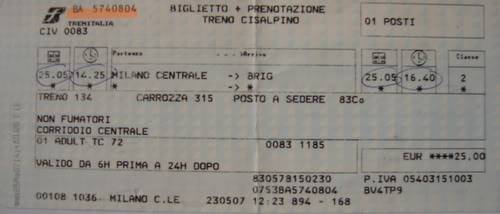 BA 5740804 BIGLIETTO + PRENOTAZIONE
TRENITALIA TRENO CISALPINO 01 POSTI
CIV 0083
Partenza Arrivo Classe
25.05 14.25 MILANO CENTRALE -> BRIG 25.05 16.40 2
* * -> * * * *
TRENO 134 CARROZZA 315 POSTO A SEDERE 83Co
NON FUMATORI
CORRIDOIO CENTRALE
01 ADULT TC 72 0083 1185
EUR ****25,00
VALIDO DA 6H PRIMA A 24H DOPO
830578150230 P.IVA 05403151003
0753BA5740804 BV4TP9
00108 1036 MILANO C.LE 230507 12:23 894 - 168